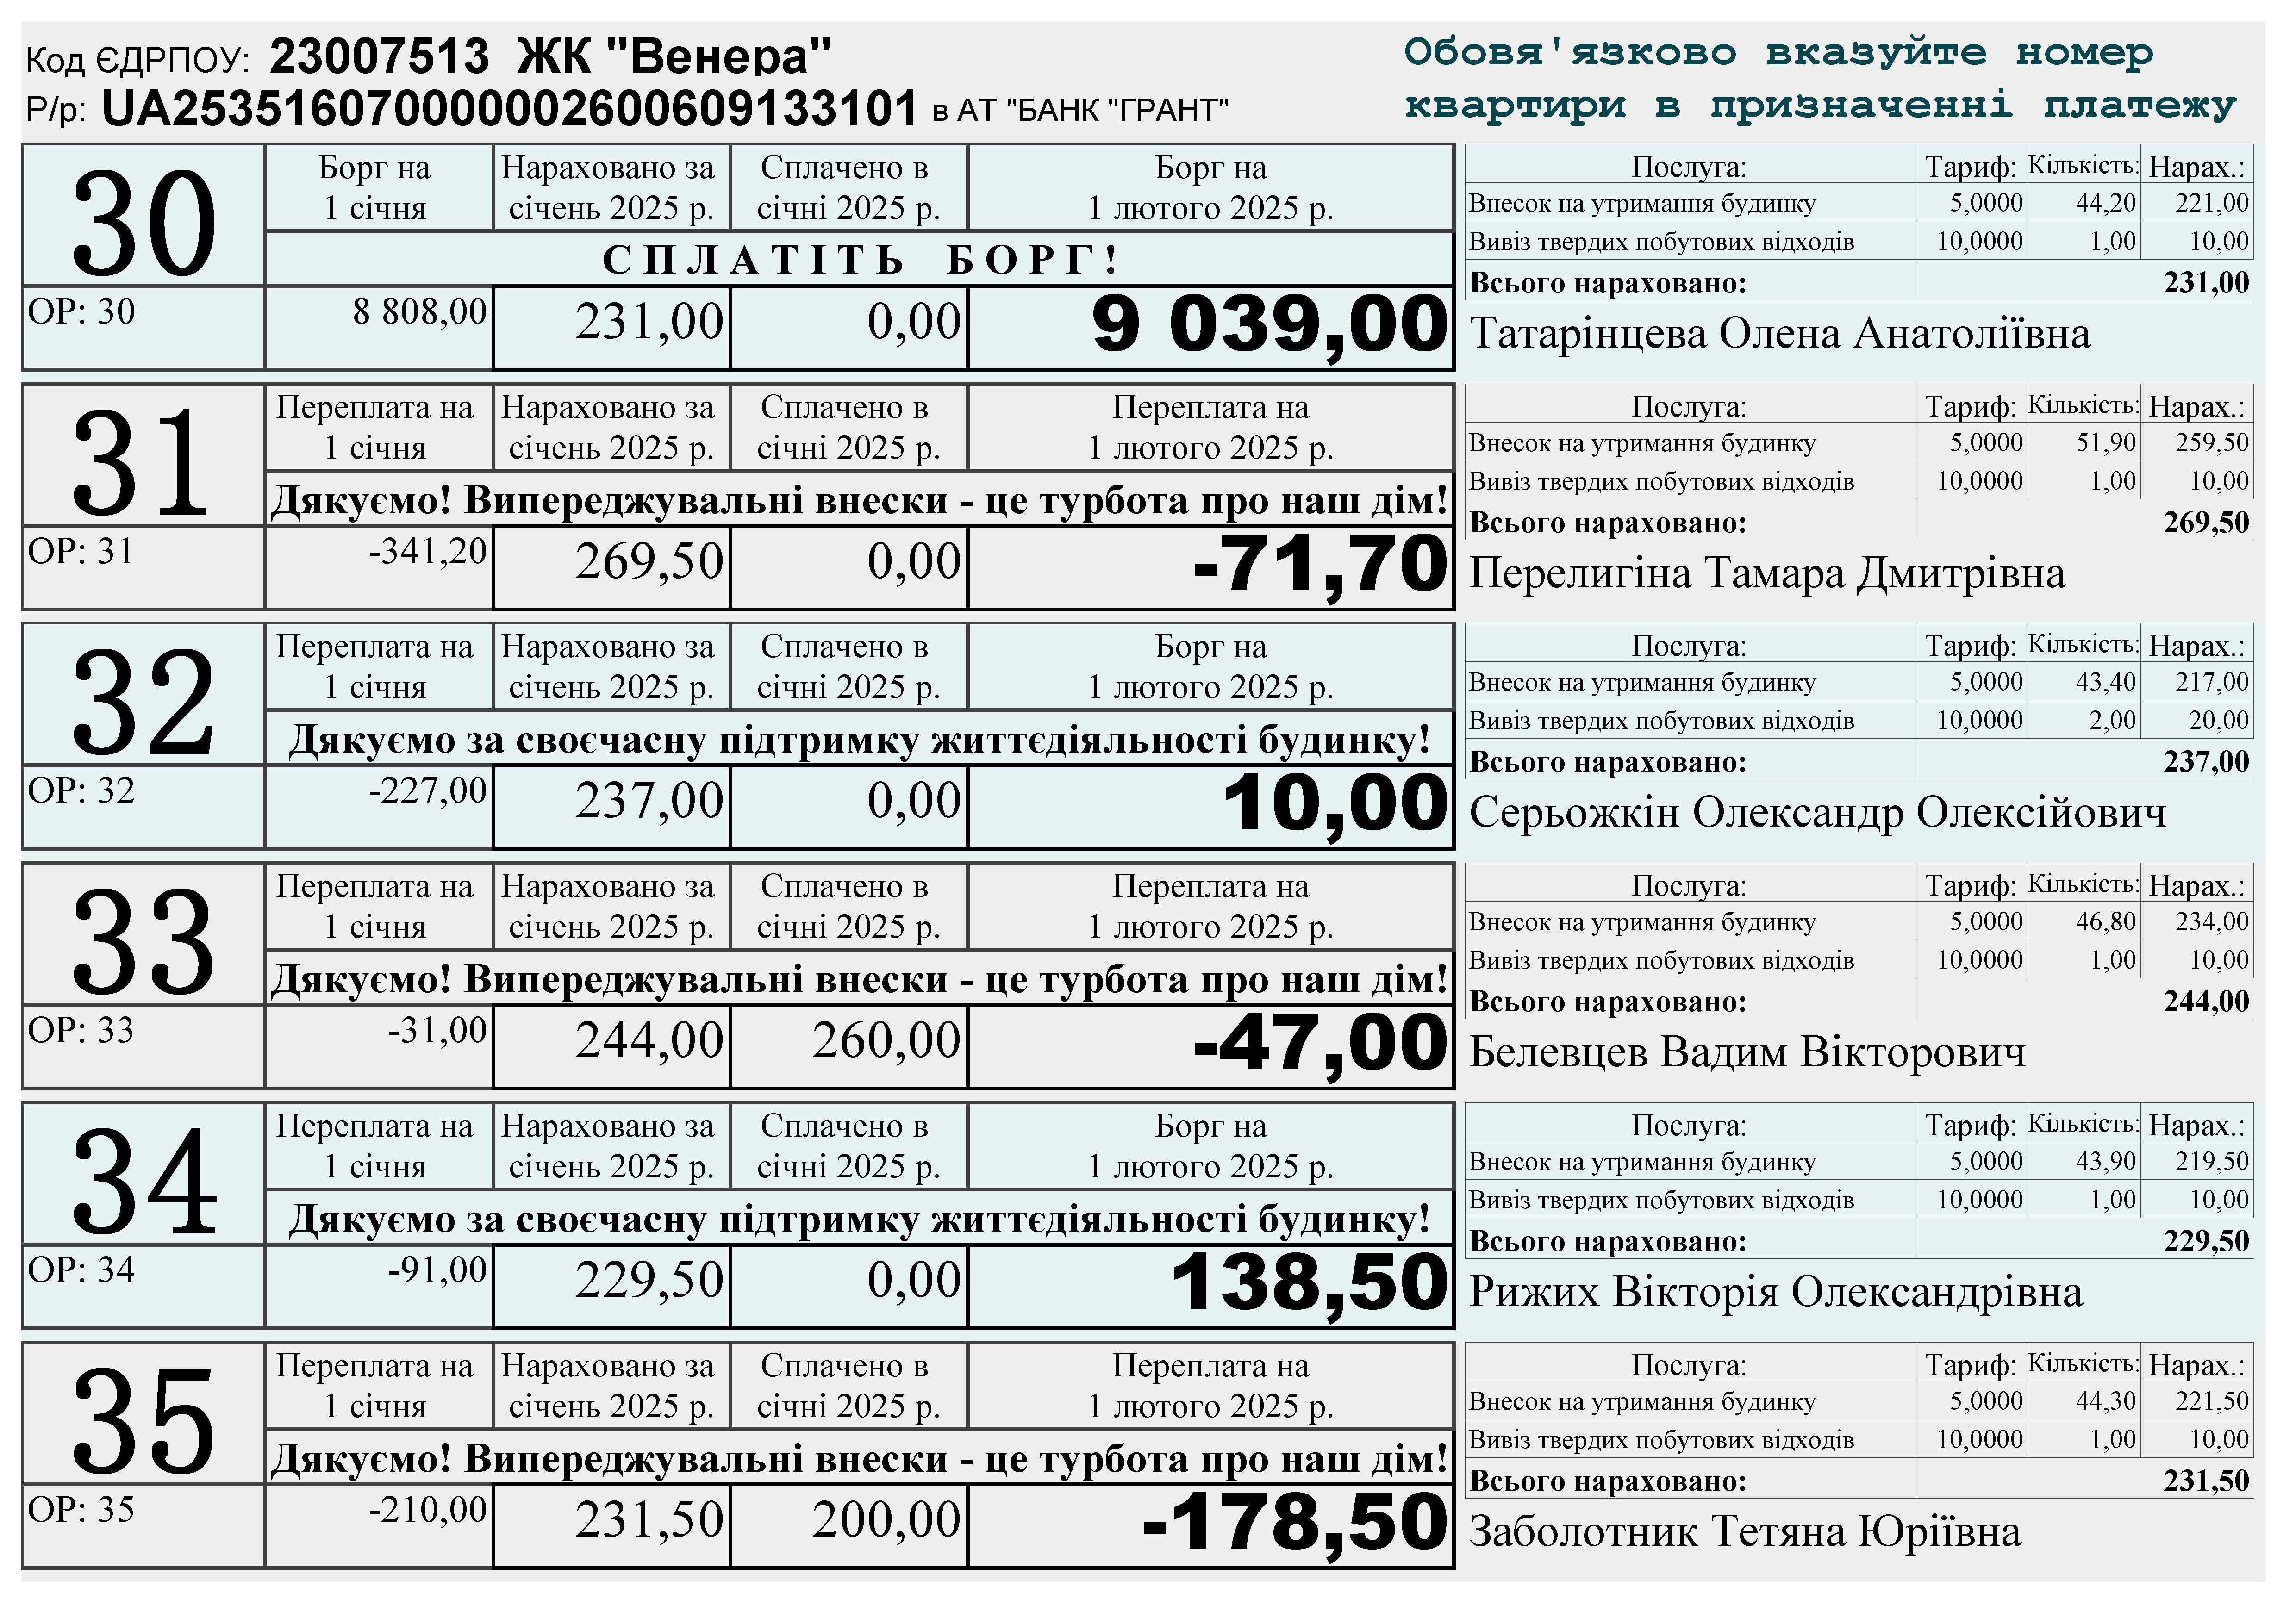 Код ЄДРПОУ: 23007513 ЖК "Венера"
Р/р: UA253516070000002600609133101 в АТ "БАНК "ГРАНТ"
Обовя'язково вказуйте номер
квартири в призначенні платежу
30
Борг на
1 січня
Нараховано за
січень 2025 р.
Сплачено в
січні 2025 р.
Борг на
1 лютого 2025 р.
СПЛАТІТЬ БОРГ!
ОР: 30 8 808,00 231,00 0,00 9 039,00
Послуга: Тариф: Кількість: Нарах.:
Внесок на утримання будинку 5,0000 44,20 221,00
Вивіз твердих побутових відходів 10,0000 1,00 10,00
Всього нараховано: 231,00
Татарінцева Олена Анатоліївна
31
Переплата на
1 січня
Нараховано за
січень 2025 р.
Сплачено в
січні 2025 р.
Переплата на
1 лютого 2025 р.
Дякуємо! Випереджувальні внески - це турбота про наш дім!
ОР: 31 -341,20 269,50 0,00 -71,70
Послуга: Тариф: Кількість: Нарах.:
Внесок на утримання будинку 5,0000 51,90 259,50
Вивіз твердих побутових відходів 10,0000 1,00 10,00
Всього нараховано: 269,50
Перелигіна Тамара Дмитрівна
32
Переплата на
1 січня
Нараховано за
січень 2025 р.
Сплачено в
січні 2025 р.
Борг на
1 лютого 2025 р.
Дякуємо за своєчасну підтримку життєдіяльності будинку!
ОР: 32 -227,00 237,00 0,00 10,00
Послуга: Тариф: Кількість: Нарах.:
Внесок на утримання будинку 5,0000 43,40 217,00
Вивіз твердих побутових відходів 10,0000 2,00 20,00
Всього нараховано: 237,00
Серьожкін Олександр Олексійович
33
Переплата на
1 січня
Нараховано за
січень 2025 р.
Сплачено в
січні 2025 р.
Переплата на
1 лютого 2025 р.
Дякуємо! Випереджувальні внески - це турбота про наш дім!
ОР: 33 -31,00 244,00 260,00 -47,00
Послуга: Тариф: Кількість: Нарах.:
Внесок на утримання будинку 5,0000 46,80 234,00
Вивіз твердих побутових відходів 10,0000 1,00 10,00
Всього нараховано: 244,00
Белевцев Вадим Вікторович
34
Переплата на
1 січня
Нараховано за
січень 2025 р.
Сплачено в
січні 2025 р.
Борг на
1 лютого 2025 р.
Дякуємо за своєчасну підтримку життєдіяльності будинку!
ОР: 34 -91,00 229,50 0,00 138,50
Послуга: Тариф: Кількість: Нарах.:
Внесок на утримання будинку 5,0000 43,90 219,50
Вивіз твердих побутових відходів 10,0000 1,00 10,00
Всього нараховано: 229,50
Рижих Вікторія Олександрівна
35
Переплата на
1 січня
Нараховано за
січень 2025 р.
Сплачено в
січні 2025 р.
Переплата на
1 лютого 2025 р.
Дякуємо! Випереджувальні внески - це турбота про наш дім!
ОР: 35 -210,00 231,50 200,00 -178,50
Послуга: Тариф: Кількість: Нарах.:
Внесок на утримання будинку 5,0000 44,30 221,50
Вивіз твердих побутових відходів 10,0000 1,00 10,00
Всього нараховано: 231,50
Заболотник Тетяна Юріївна